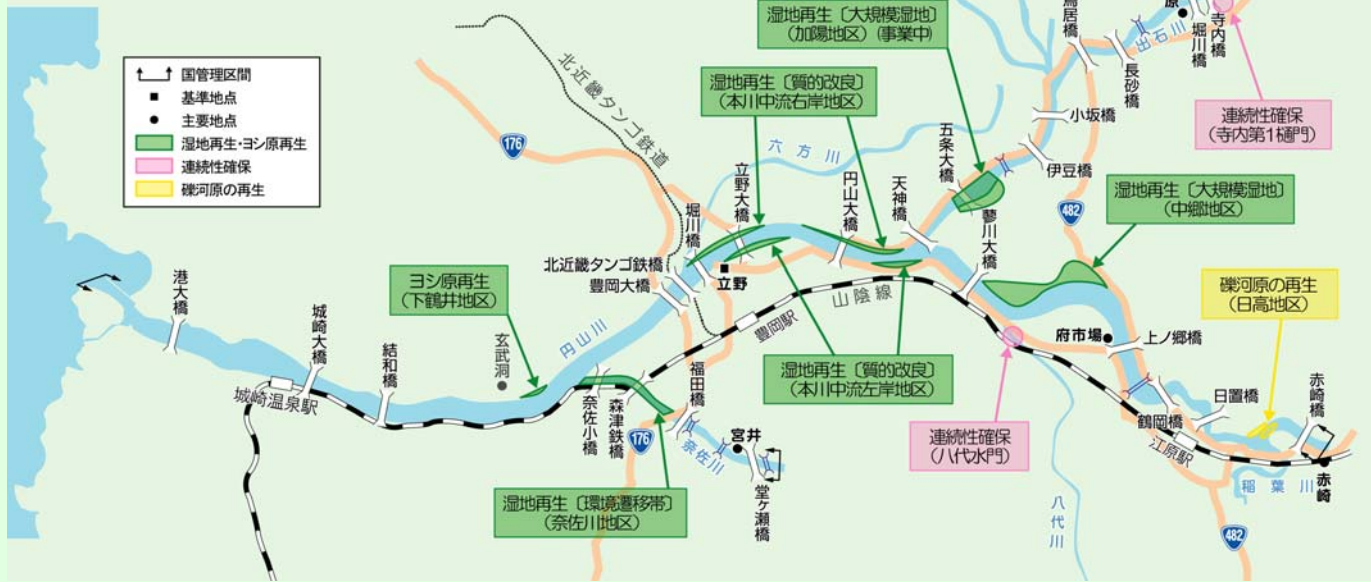 国管理区間
基準地点
主要地点
湿地再生・ヨシ原再生
連続性確保
礫河原の再生
湿地再生〔大規模湿地〕
（加陽地区）（事業中）
湿地再生〔質的改良〕
（本川中流右岸地区）
北近畿タンゴ鉄道
176
六方川
鳥居橋
出石川
原
堀川橋
寺内橋
長砂橋
小坂橋
伊豆橋
連続性確保
（寺内第1樋門）
五条大橋
482
湿地再生〔大規模湿地〕
（中郷地区）
堀川橋
立野大橋
円山大橋
天神橋
蓼川大橋
北近畿タンゴ鉄橋
豊岡大橋
立野
ヨシ原再生
（下鶴井地区）
礫河原の再生
（日高地区）
港大橋
城崎大橋
結和橋
玄武洞
円山川
豊岡駅
山陰線
府市場
上ノ郷橋
城崎温泉駅
奈佐小橋
森津鉄橋
福田橋
湿地再生〔質的改良〕
（本川中流左岸地区）
176
奈佐川
宮井
堂ヶ瀬橋
連続性確保
（八代水門）
八代川
鶴岡橋
日置橋
赤崎橋
江原駅
稲葉川
赤崎
湿地再生〔環境遷移帯〕
（奈佐川地区）
482